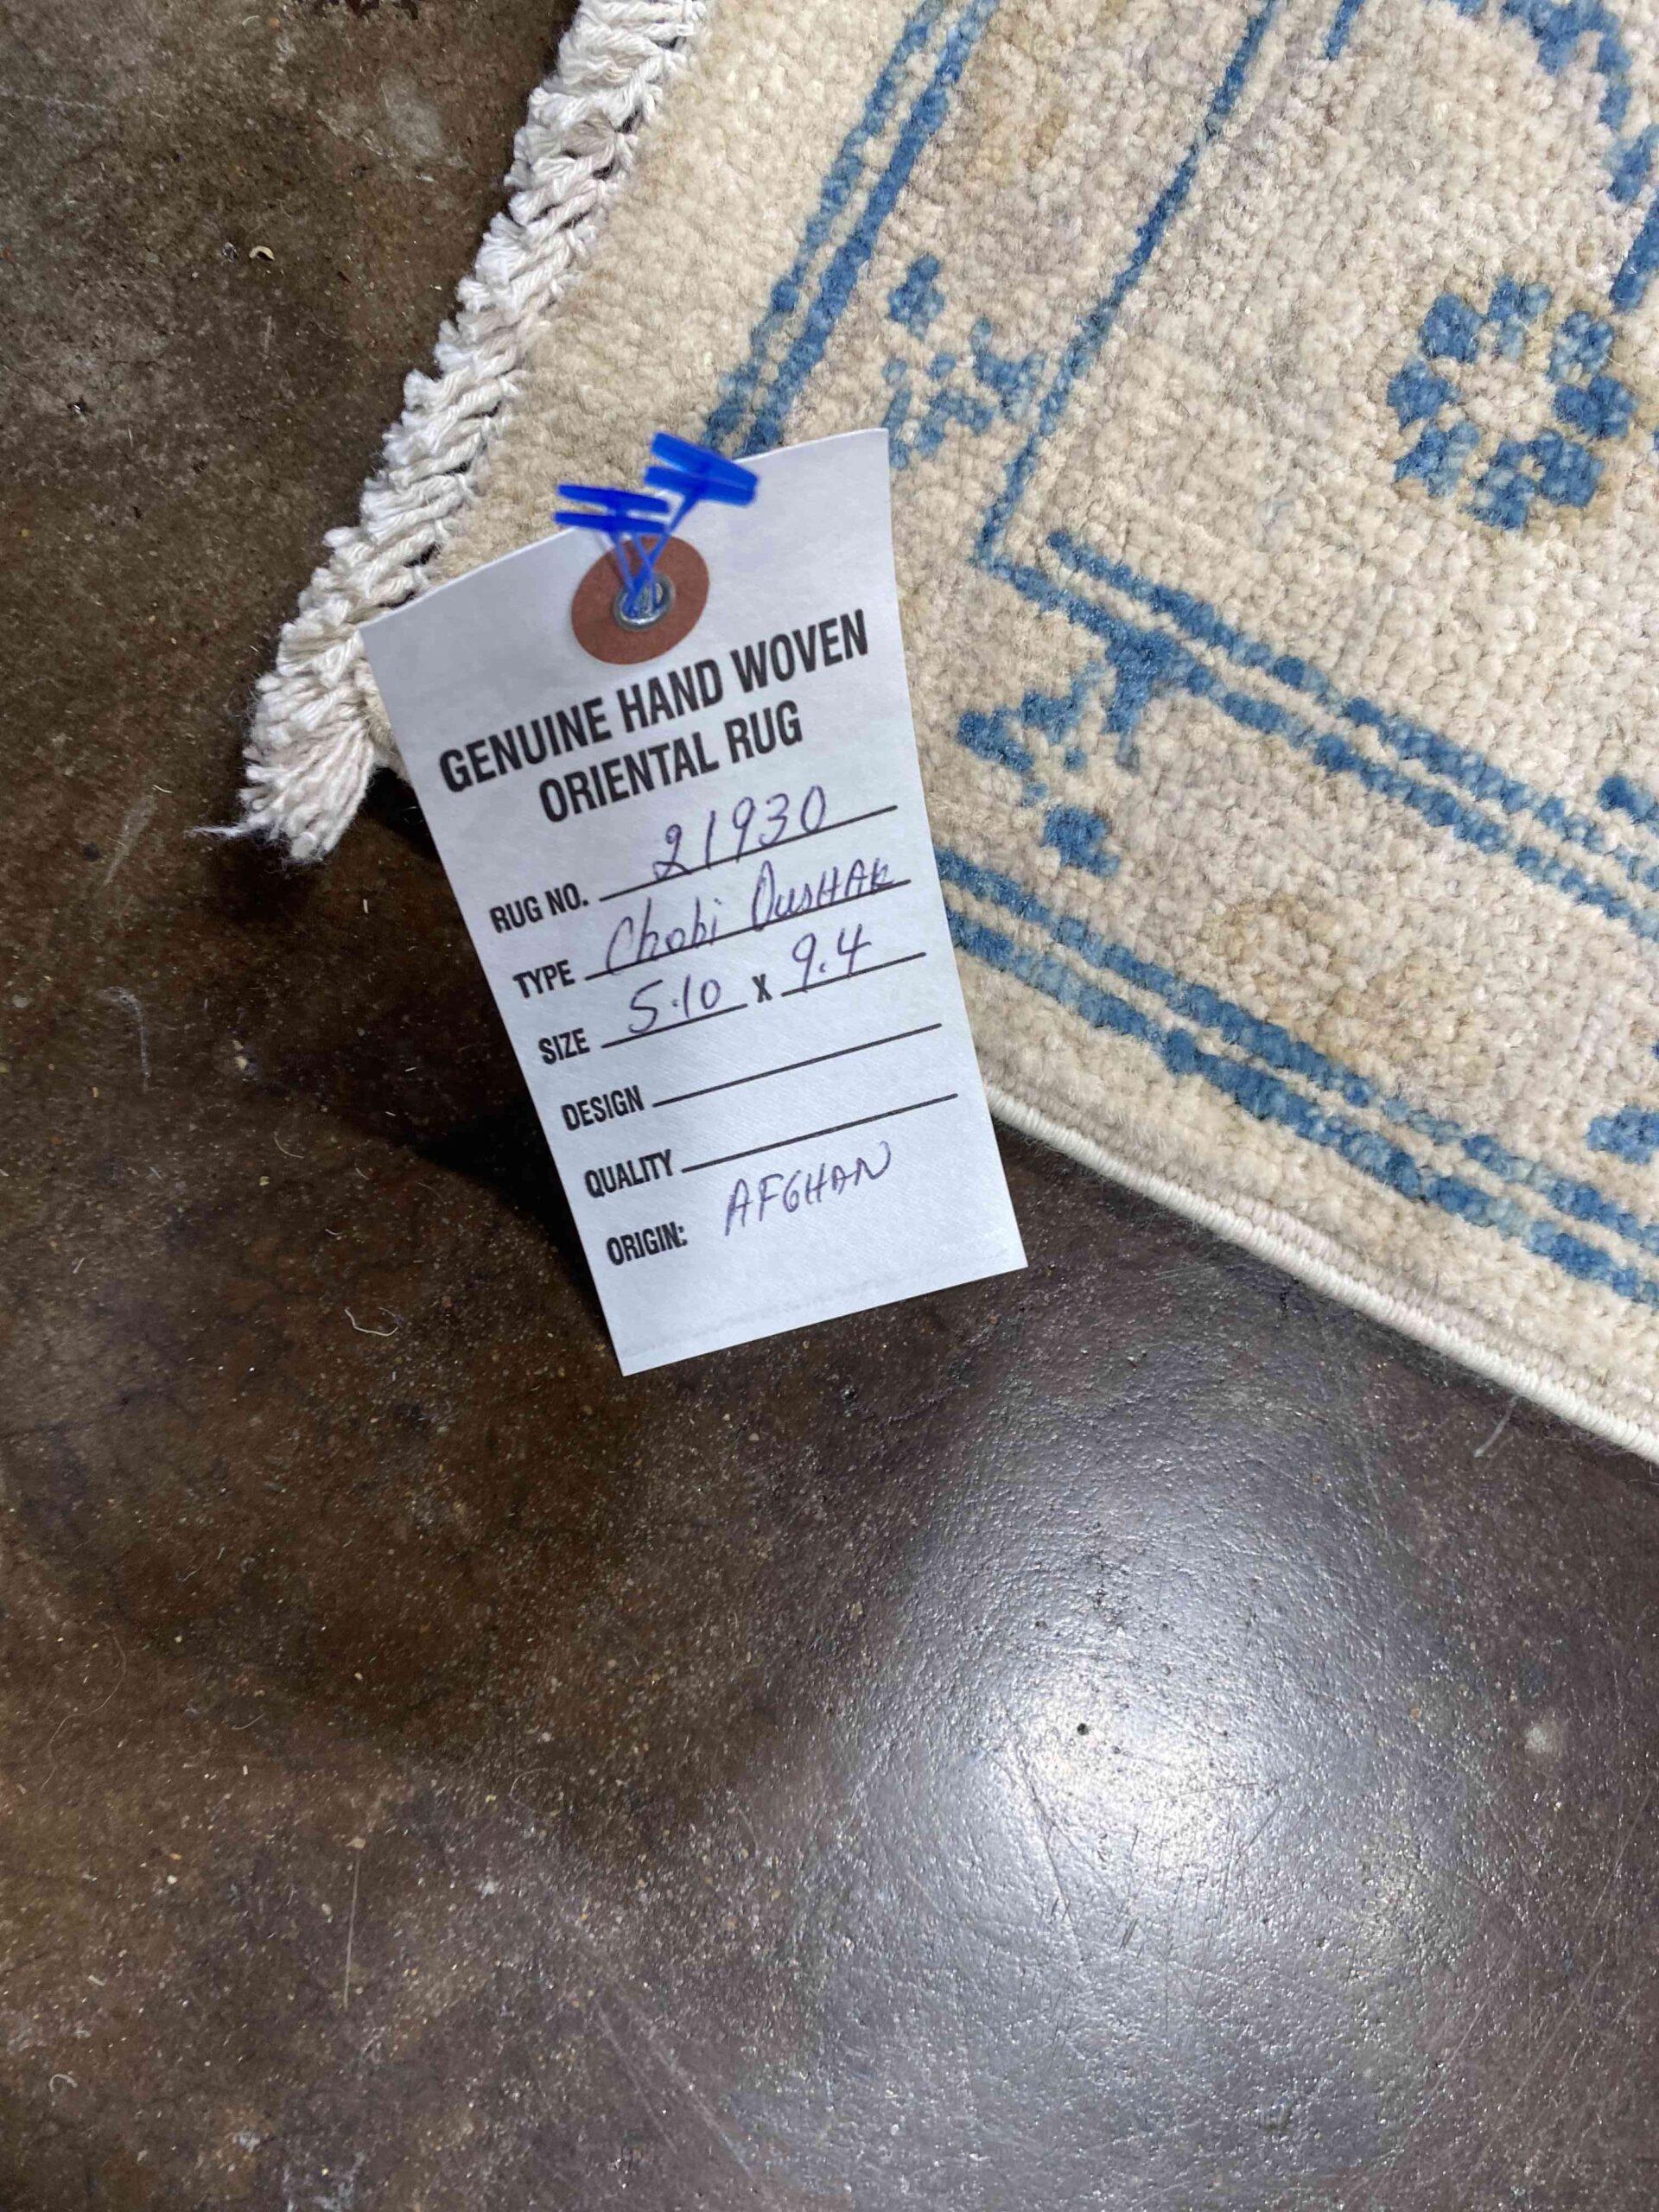 GENUINE HAND WOVEN
ORIENTAL RUG
RUG NO. 21930
TYPE Chobi OusHAK
SIZE 5.10 X 9.4
DESIGN
QUALITY
ORIGIN: AFGHAN